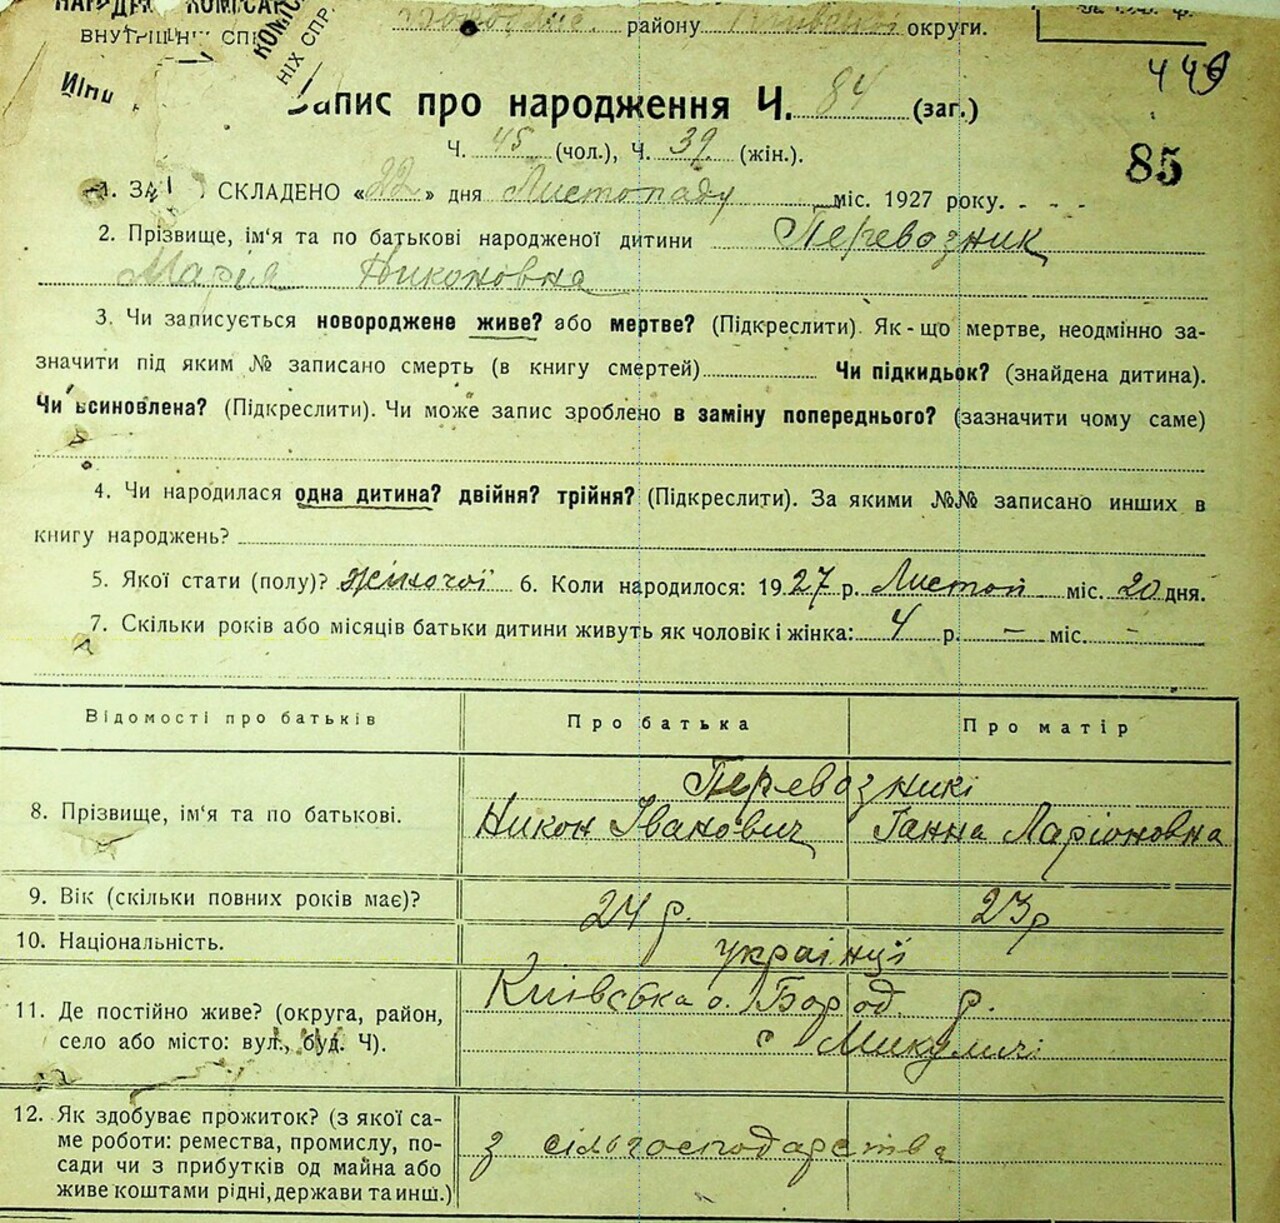 НАРОДН КОМІСАР
ВНУТРІШНІХ СПР
КОМІС
НІХ СПР.
району Київської округи.
449
Запис про народження Ч. 84 (заг.)
Ч. 45 (чол.), Ч. 39 (жін.).
85
1. ЗА СКЛАДЕНО «22» дня Листопаду міс. 1927 року.
2. Прізвище, ім'я та по батькові народженої дитини Перевозник
Марія Никоновна
3. Чи записується новороджене живе? або мертве? (Підкреслити). Як-що мертве, неодмінно за-
значити під яким № записано смерть (в книгу смертей) Чи підкидьок? (знайдена дитина).
Чи всиновлена? (Підкреслити). Чи може запис зроблено в заміну попереднього? (зазначити чому саме)
4. Чи народилася одна дитина? двійня? трійня? (Підкреслити). За якими №№ записано инших в
книгу народжень?
5. Якої стати (полу)? жіночої 6. Коли народилося: 1927 р. Листоп міс. 20 дня.
7. Скільки років або місяців батьки дитини живуть як чоловік і жінка: 4 р. — міс. —
Відомості про батьків Про батька Про матір
Перевозникі
8. Прізвище, ім'я та по батькові. Никон Іванович Ганна Ларіоновна
9. Вік (скільки повних років має)? 24 р. 23 р
10. Національність. українці
Київська о. Бород. р.
11. Де постійно живе? (округа, район,
село або місто: вул., буд. Ч). с Микуличі
12. Як здобуває прожиток? (з якої са-
ме роботи: ремества, промислу, по- з сільгосподарства
сади чи з прибутків од майна або
живе коштами рідні, держави та инш.)